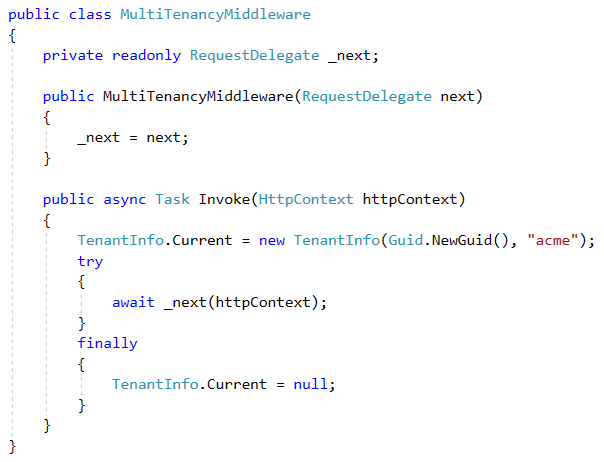 public class MultiTenancyMiddleware
{
    private readonly RequestDelegate _next;

    public MultiTenancyMiddleware(RequestDelegate next)
    {
        _next = next;
    }

    public async Task Invoke(HttpContext httpContext)
    {
        TenantInfo.Current = new TenantInfo(Guid.NewGuid(), "acme");
        try
        {
            await _next(httpContext);
        }
        finally
        {
            TenantInfo.Current = null;
        }
    }
}